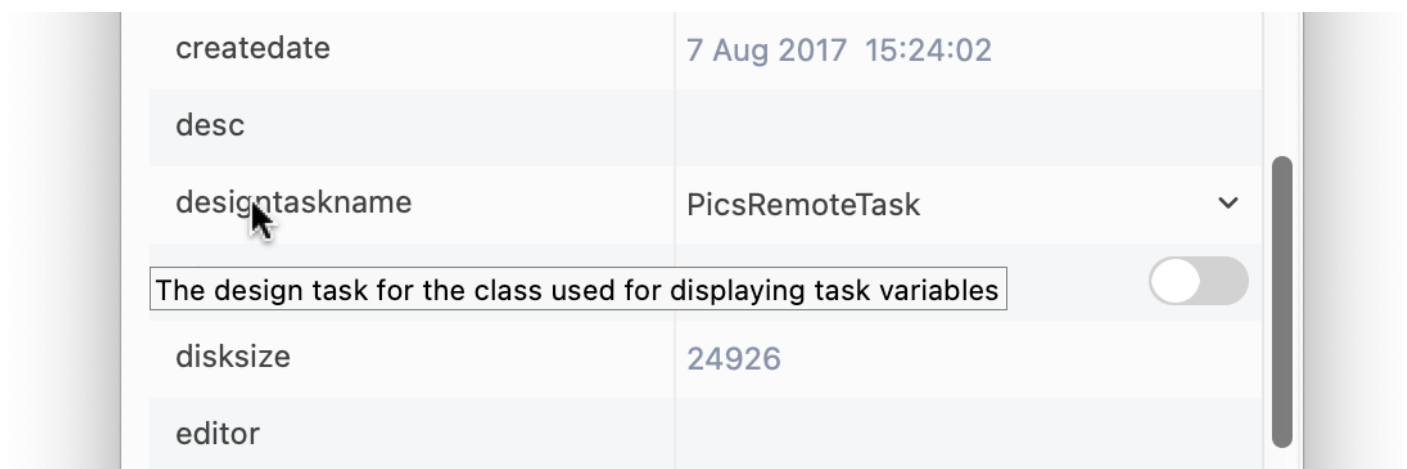 createdate 7 Aug 2017 15:24:02
desc
designtaskname PicsRemoteTask
The design task for the class used for displaying task variables
disksize 24926
editor